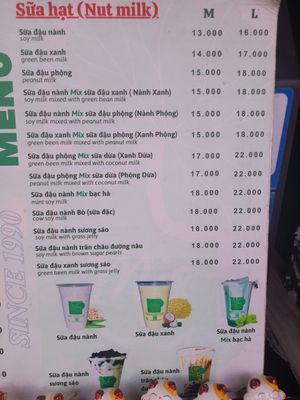 Sữa hạt (Nut milk) M L
Sữa đậu nành 13.000 16.000
soy milk
Sữa đậu xanh 14.000 17.000
green been milk
Sữa đậu phộng 15.000 18.000
peanut milk
Sữa đậu nành Mix sữa đậu xanh ( Nành Xanh) 15.000 18.000
soy milk mixed with green bean milk
Sữa đậu nành Mix sữa đậu phộng (Nành Phộng) 15.000 18.000
soy milk mixed with peanut milk
Sữa đậu xanh Mix sữa đậu phộng (Xanh Phộng) 15.000 18.000
green been milk mixed with peanut milk
Sữa đậu phộng Mix sữa dừa (Xanh Dừa) 17.000 22.000
green been milk mixed with coconut milk
Sữa đậu phộng Mix sữa dừa (Phộng Dừa) 17.000 22.000
peanut milk mixed with coconut milk
Sữa đậu nành Mix bạc hà 18.000 22.000
mint soy milk
Sữa đậu nành Bò (sữa đặc) 18.000 22.000
cow soy milk
Sữa đậu nành sương sáo 18.000 22.000
soy milk with grass jelly
Sữa đậu nành trân châu đường nâu 18.000 22.000
soy milk with brown sugar pearls
Sữa đậu xanh sương sáo 18.000 22.000
green been milk with grass jelly
MENU
SINCE 1990
Sữa đậu nành
Sữa đậu xanh
Sữa đậu nành
Mix bạc hà
Sữa đậu nành
sương sáo
Sữa đậu nành